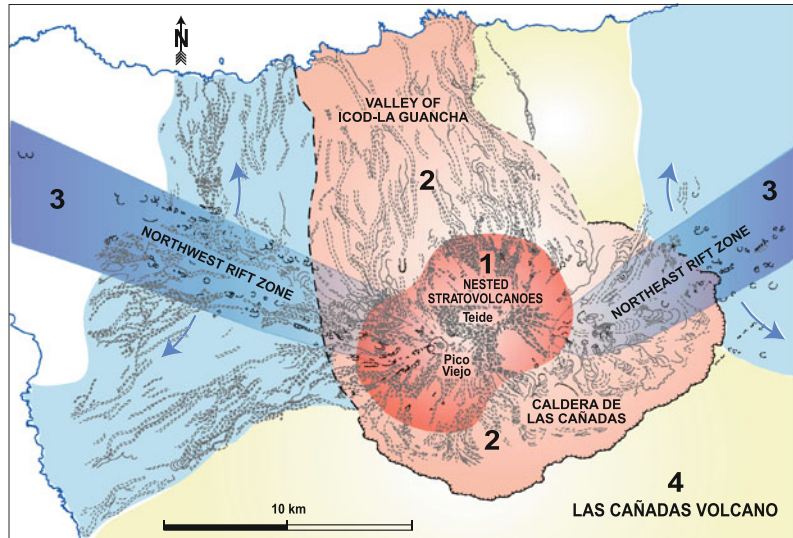 N
VALLEY OF
ICOD-LA GUANCHA
3
2
3
NORTHWEST RIFT ZONE
NORTHEAST RIFT ZONE
1
NESTED
STRATOVOLCANOES
Teide
Pico
Viejo
CALDERA DE
LAS CAÑADAS
2
4
LAS CAÑADAS VOLCANO
10 km